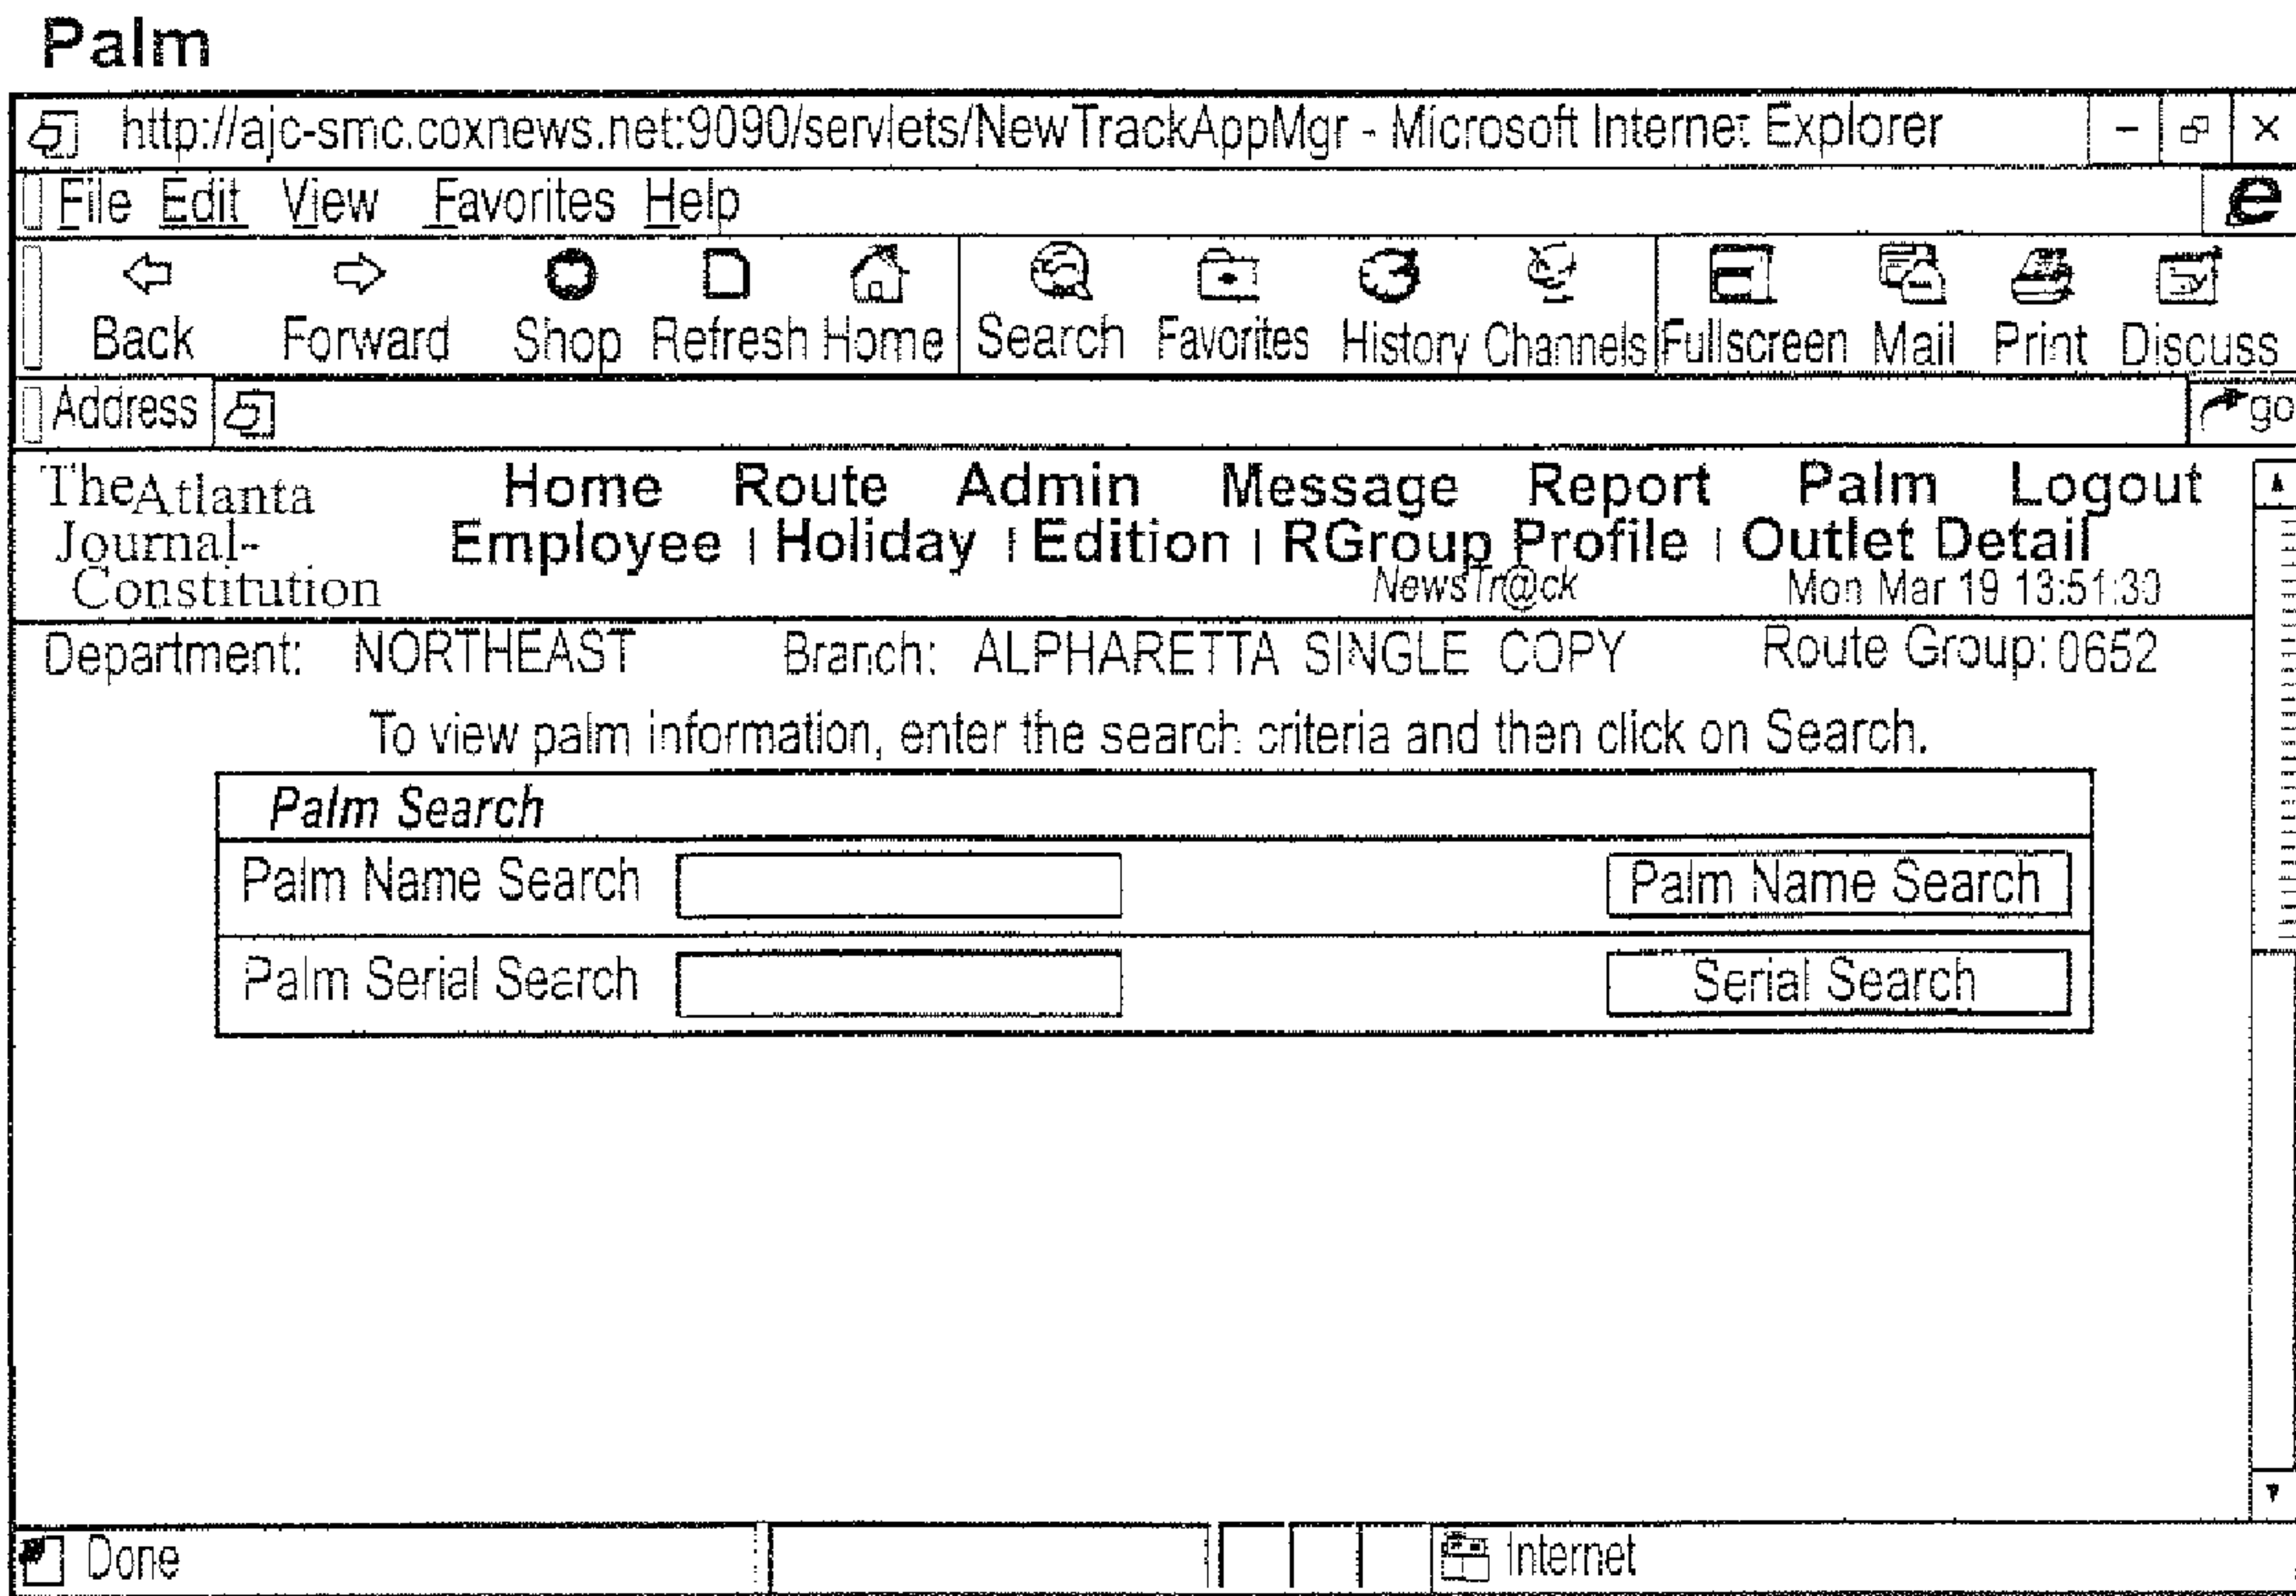 Palm
http://ajc-smc.coxnews.net:9090/servlets/NewTrackAppMgr - Microsoft Internet Explorer
File Edit View Favorites Help
Back Forward Shop Refresh Home Search Favorites History Channels Fullscreen Mail Print Discuss
Address go
The Atlanta Journal-Constitution
Home Route Admin Message Report Palm Logout
Employee | Holiday | Edition | RGroup Profile | Outlet Detail
NewsTr@ck Mon Mar 19 13:51:30
Department: NORTHEAST Branch: ALPHARETTA SINGLE COPY Route Group: 0652
To view palm information, enter the search criteria and then click on Search.
Palm Search
Palm Name Search Palm Name Search
Palm Serial Search Serial Search
Done Internet